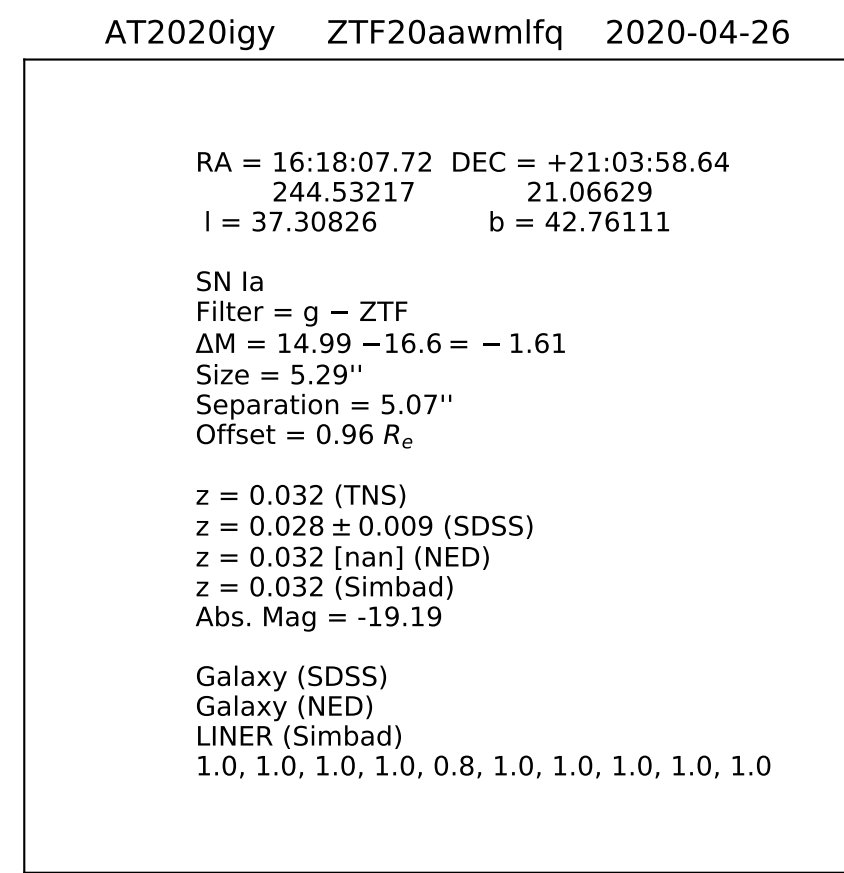 AT2020igy ZTF20aawmlfq 2020-04-26
RA = 16:18:07.72 DEC = +21:03:58.64
244.53217 21.06629
l = 37.30826 b = 42.76111
SN Ia
Filter = g − ZTF
ΔM = 14.99 −16.6 = − 1.61
Size = 5.29''
Separation = 5.07''
Offset = 0.96 Rₑ
z = 0.032 (TNS)
z = 0.028 ± 0.009 (SDSS)
z = 0.032 [nan] (NED)
z = 0.032 (Simbad)
Abs. Mag = -19.19
Galaxy (SDSS)
Galaxy (NED)
LINER (Simbad)
1.0, 1.0, 1.0, 1.0, 0.8, 1.0, 1.0, 1.0, 1.0, 1.0